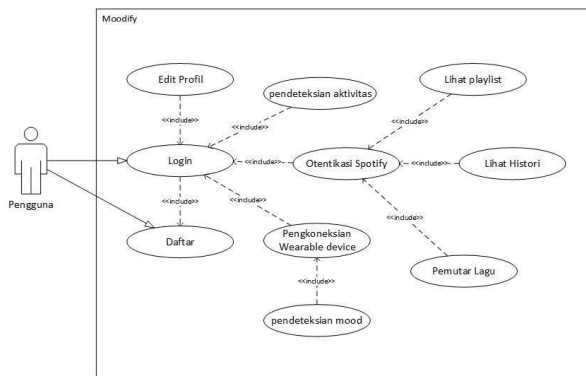 Moodify
Edit Profil
pendeteksian aktivitas
Lihat playlist
<<include>>
<<include>>
<<include>>
Login
<<include>>
Otentikasi Spotify
<<include>>
Lihat Histori
Pengguna
<<include>>
<<include>>
<<include>>
Daftar
Pengkoneksian
Wearable device
Pemutar Lagu
<<include>>
pendeteksian mood